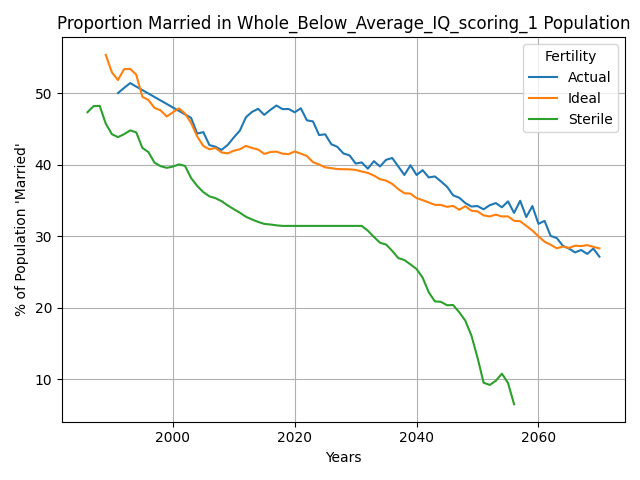 Proportion Married in Whole_Below_Average_IQ_scoring_1 Population
Fertility
Actual
Ideal
Sterile
% of Population 'Married'
50
40
30
20
10
2000 2020 2040 2060
Years